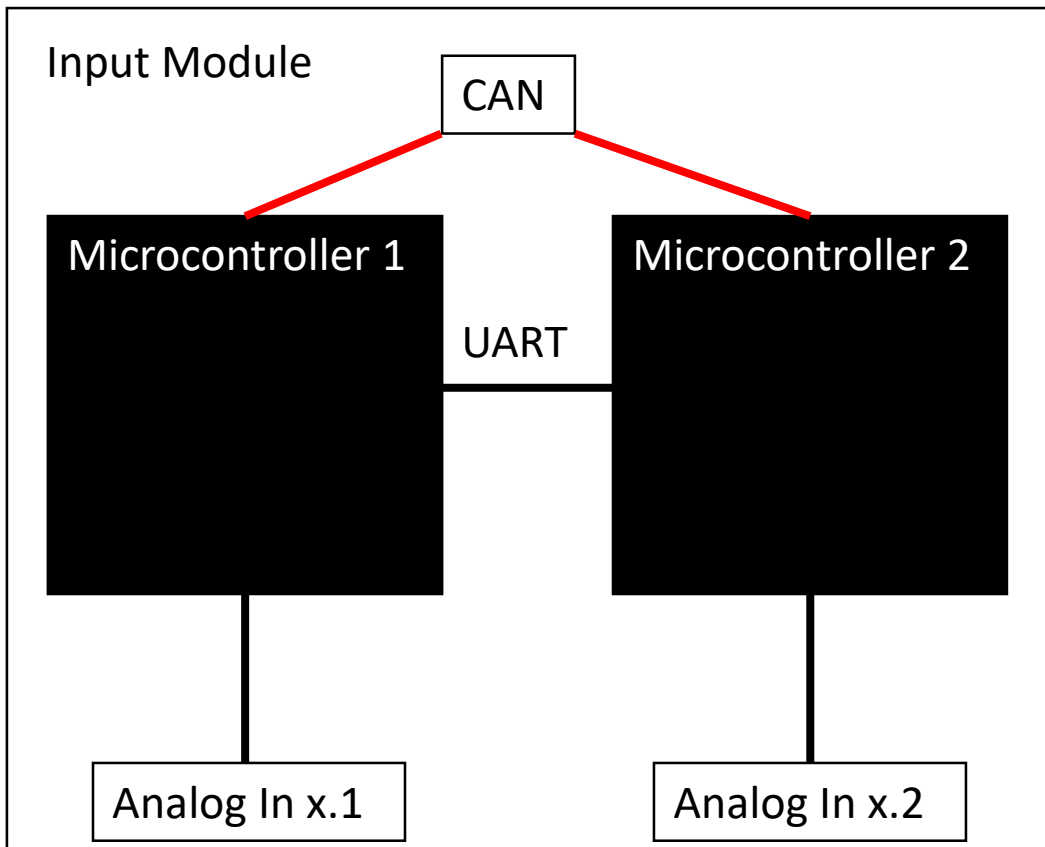 Input Module
CAN
Microcontroller 1
Microcontroller 2
UART
Analog In x.1
Analog In x.2